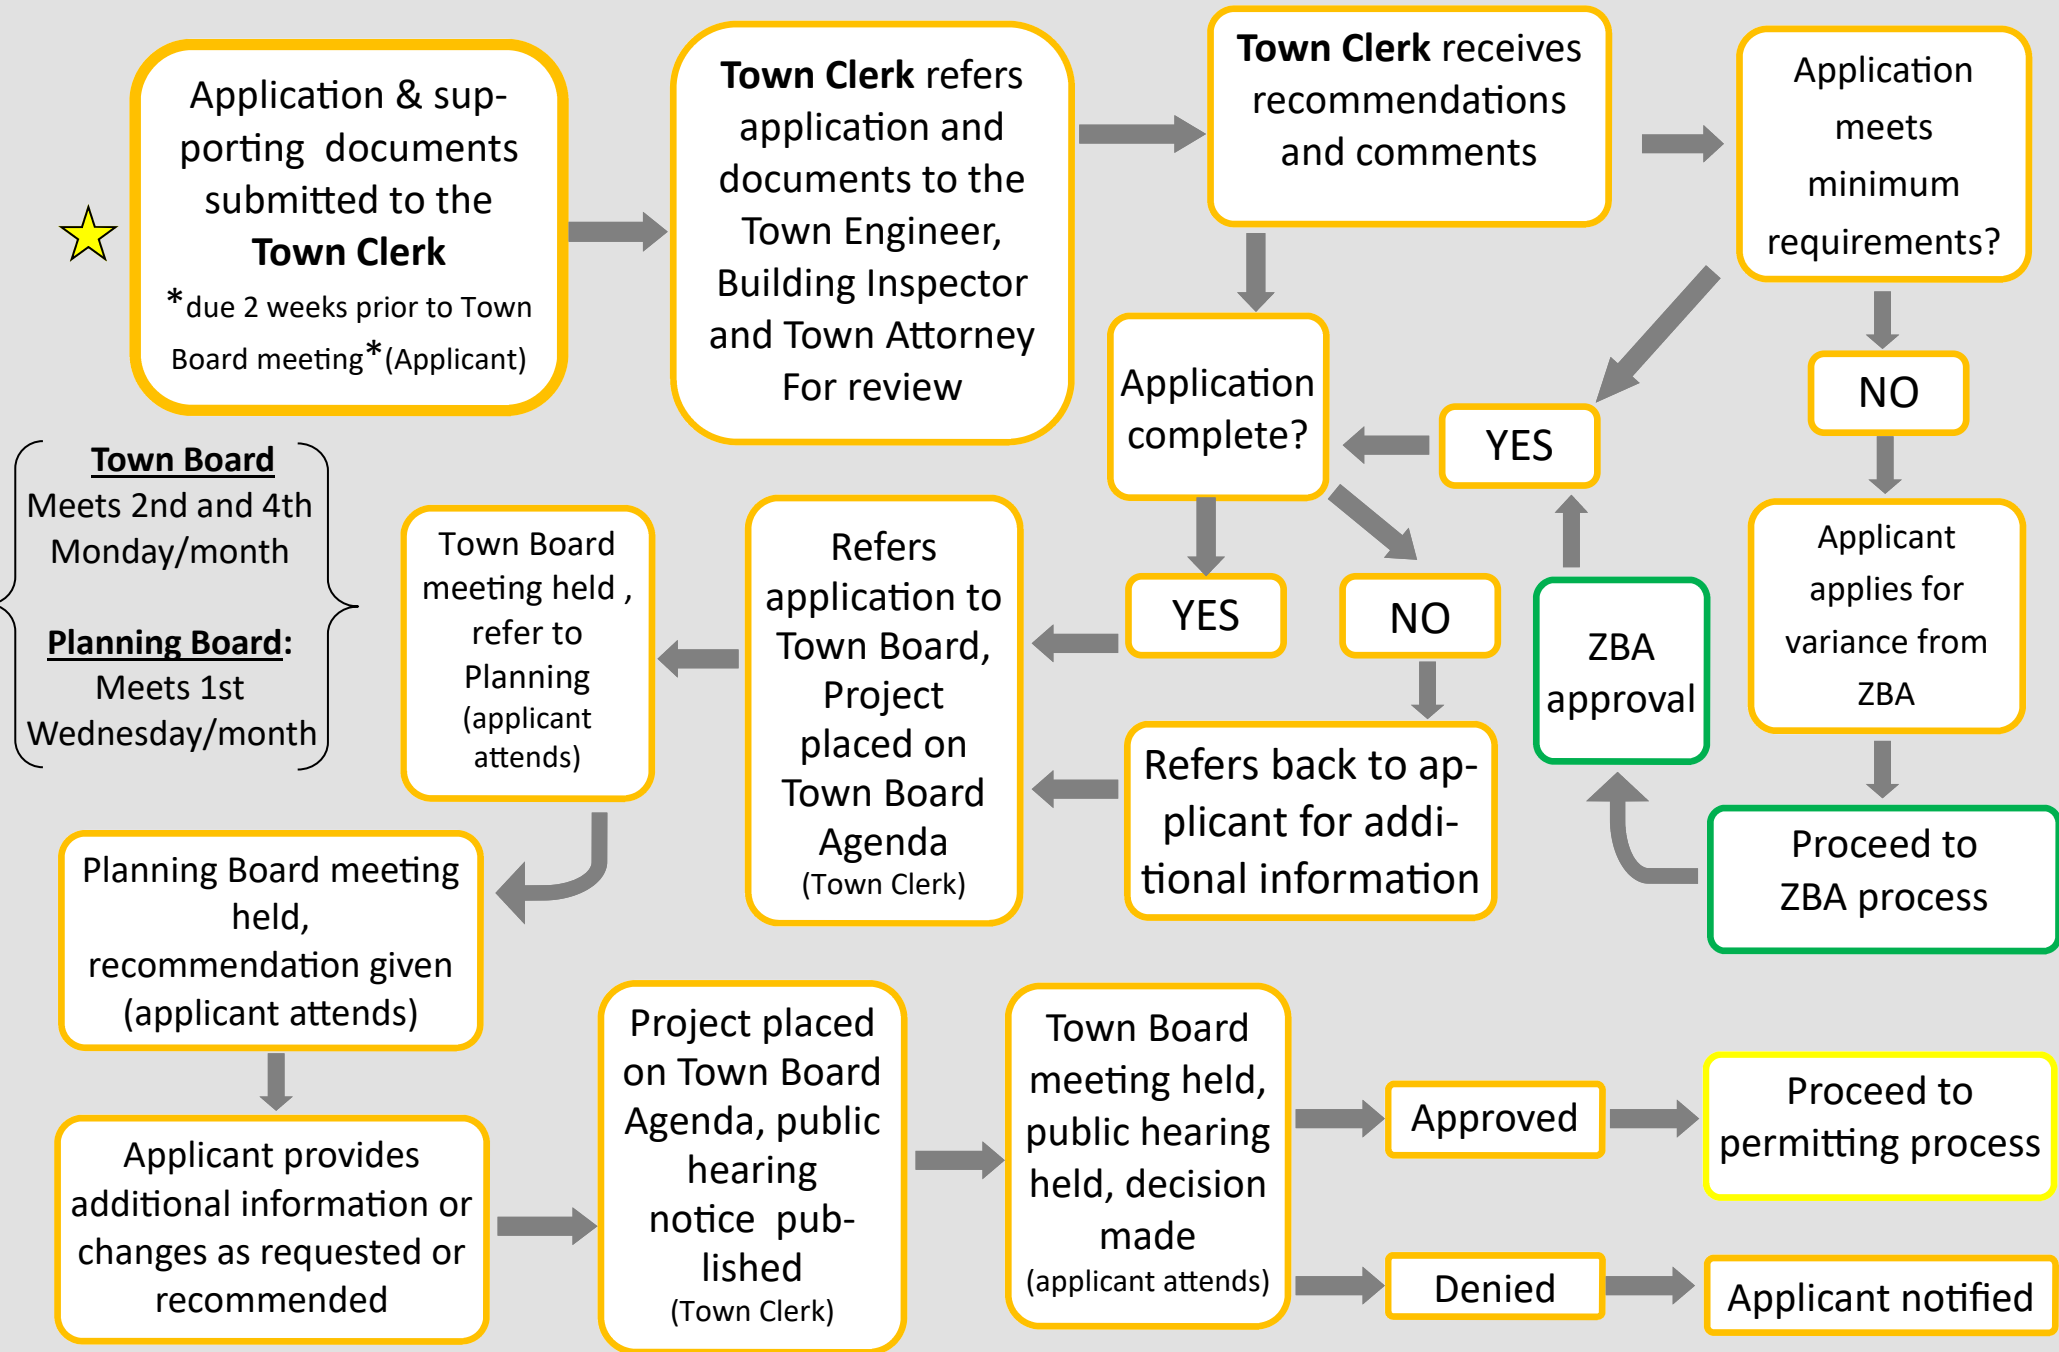 Application & sup-
porting documents
submitted to the
Town Clerk
*due 2 weeks prior to Town
Board meeting*(Applicant)
Town Clerk refers
application and
documents to the
Town Engineer,
Building Inspector
and Town Attorney
For review
Town Clerk receives
recommendations
and comments
Application
meets
minimum
requirements?
Application
complete?
YES
NO
Town Board
Meets 2nd and 4th
Monday/month
Planning Board:
Meets 1st
Wednesday/month
Town Board
meeting held ,
refer to
Planning
(applicant
attends)
Refers
application to
Town Board,
Project
placed on
Town Board
Agenda
(Town Clerk)
YES
NO
Refers back to ap-
plicant for addi-
tional information
ZBA
approval
Applicant
applies for
variance from
ZBA
Proceed to
ZBA process
Planning Board meeting
held,
recommendation given
(applicant attends)
Applicant provides
additional information or
changes as requested or
recommended
Project placed
on Town Board
Agenda, public
hearing
notice pub-
lished
(Town Clerk)
Town Board
meeting held,
public hearing
held, decision
made
(applicant attends)
Approved
Proceed to
permitting process
Denied
Applicant notified